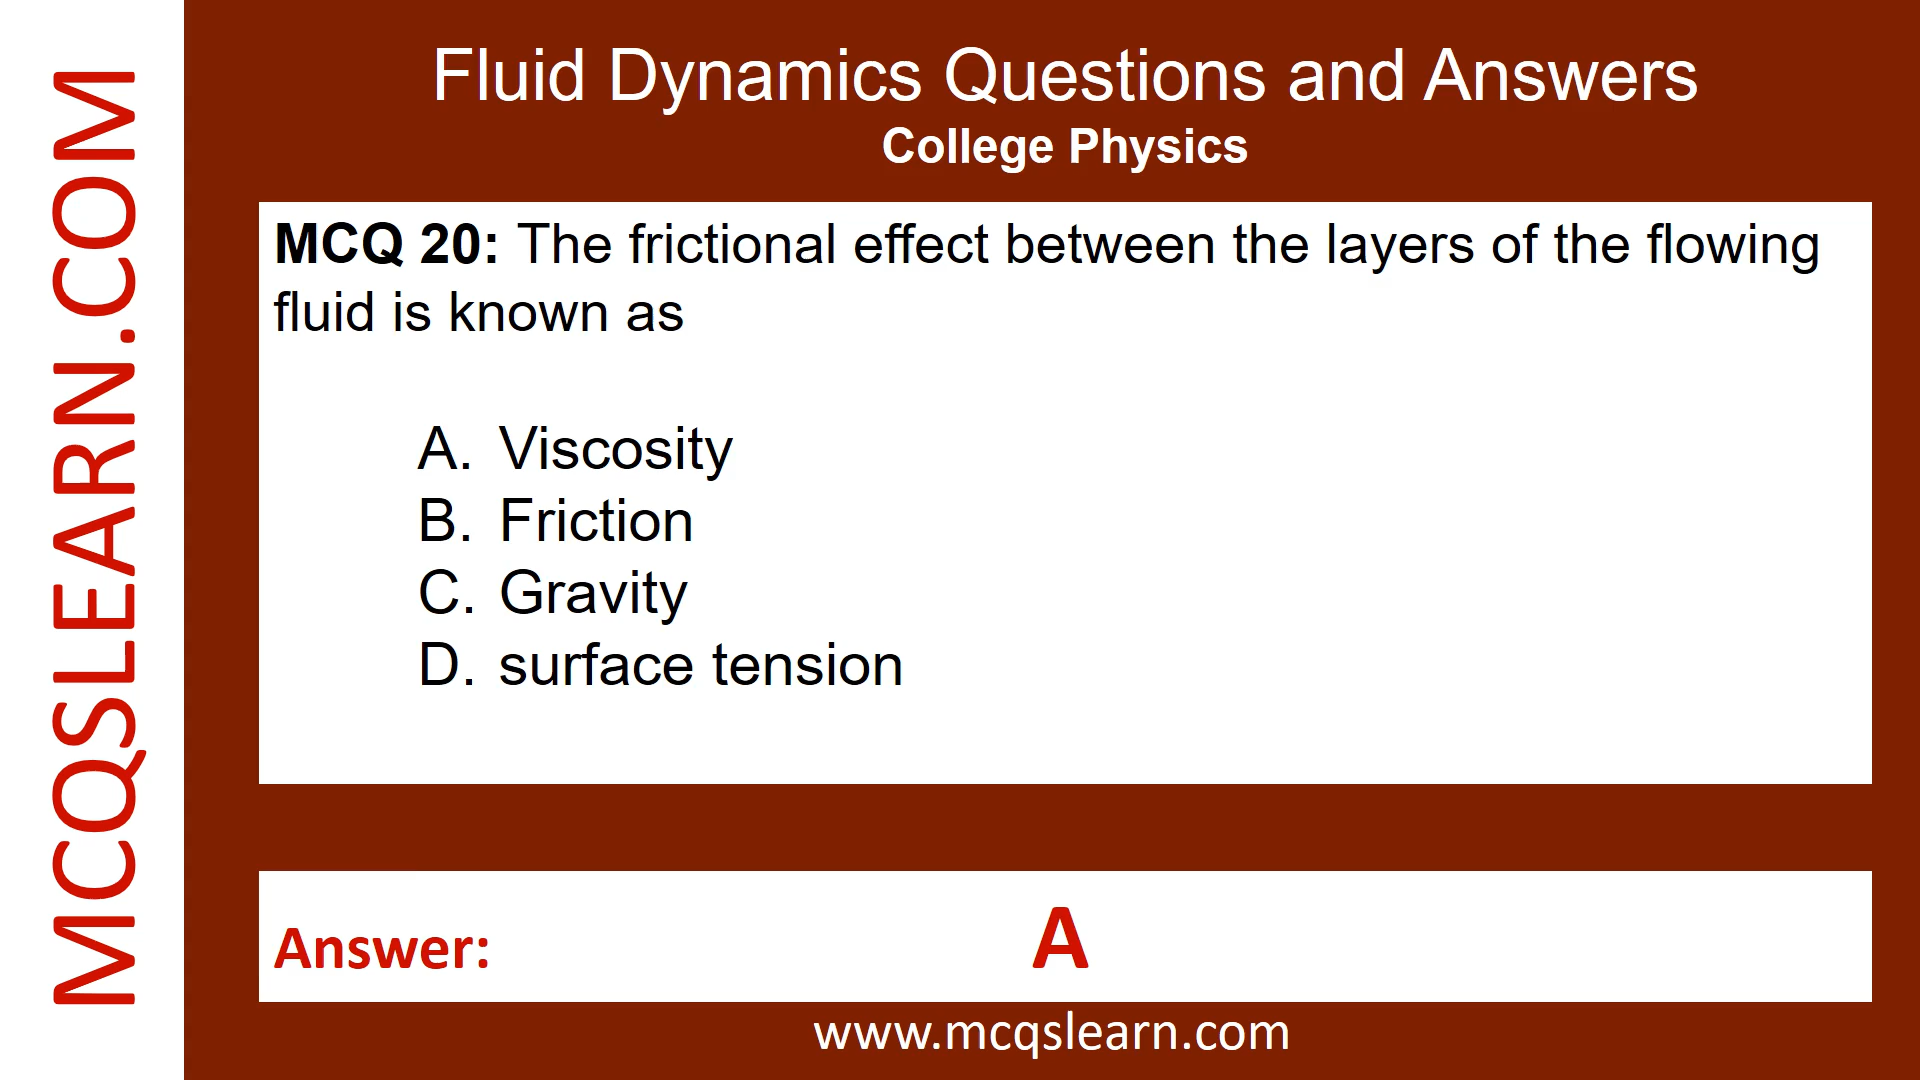 MCQSLEARN.COM
Fluid Dynamics Questions and Answers
College Physics
MCQ 20: The frictional effect between the layers of the flowing
fluid is known as
A. Viscosity
B. Friction
C. Gravity
D. surface tension
Answer: A
www.mcqslearn.com